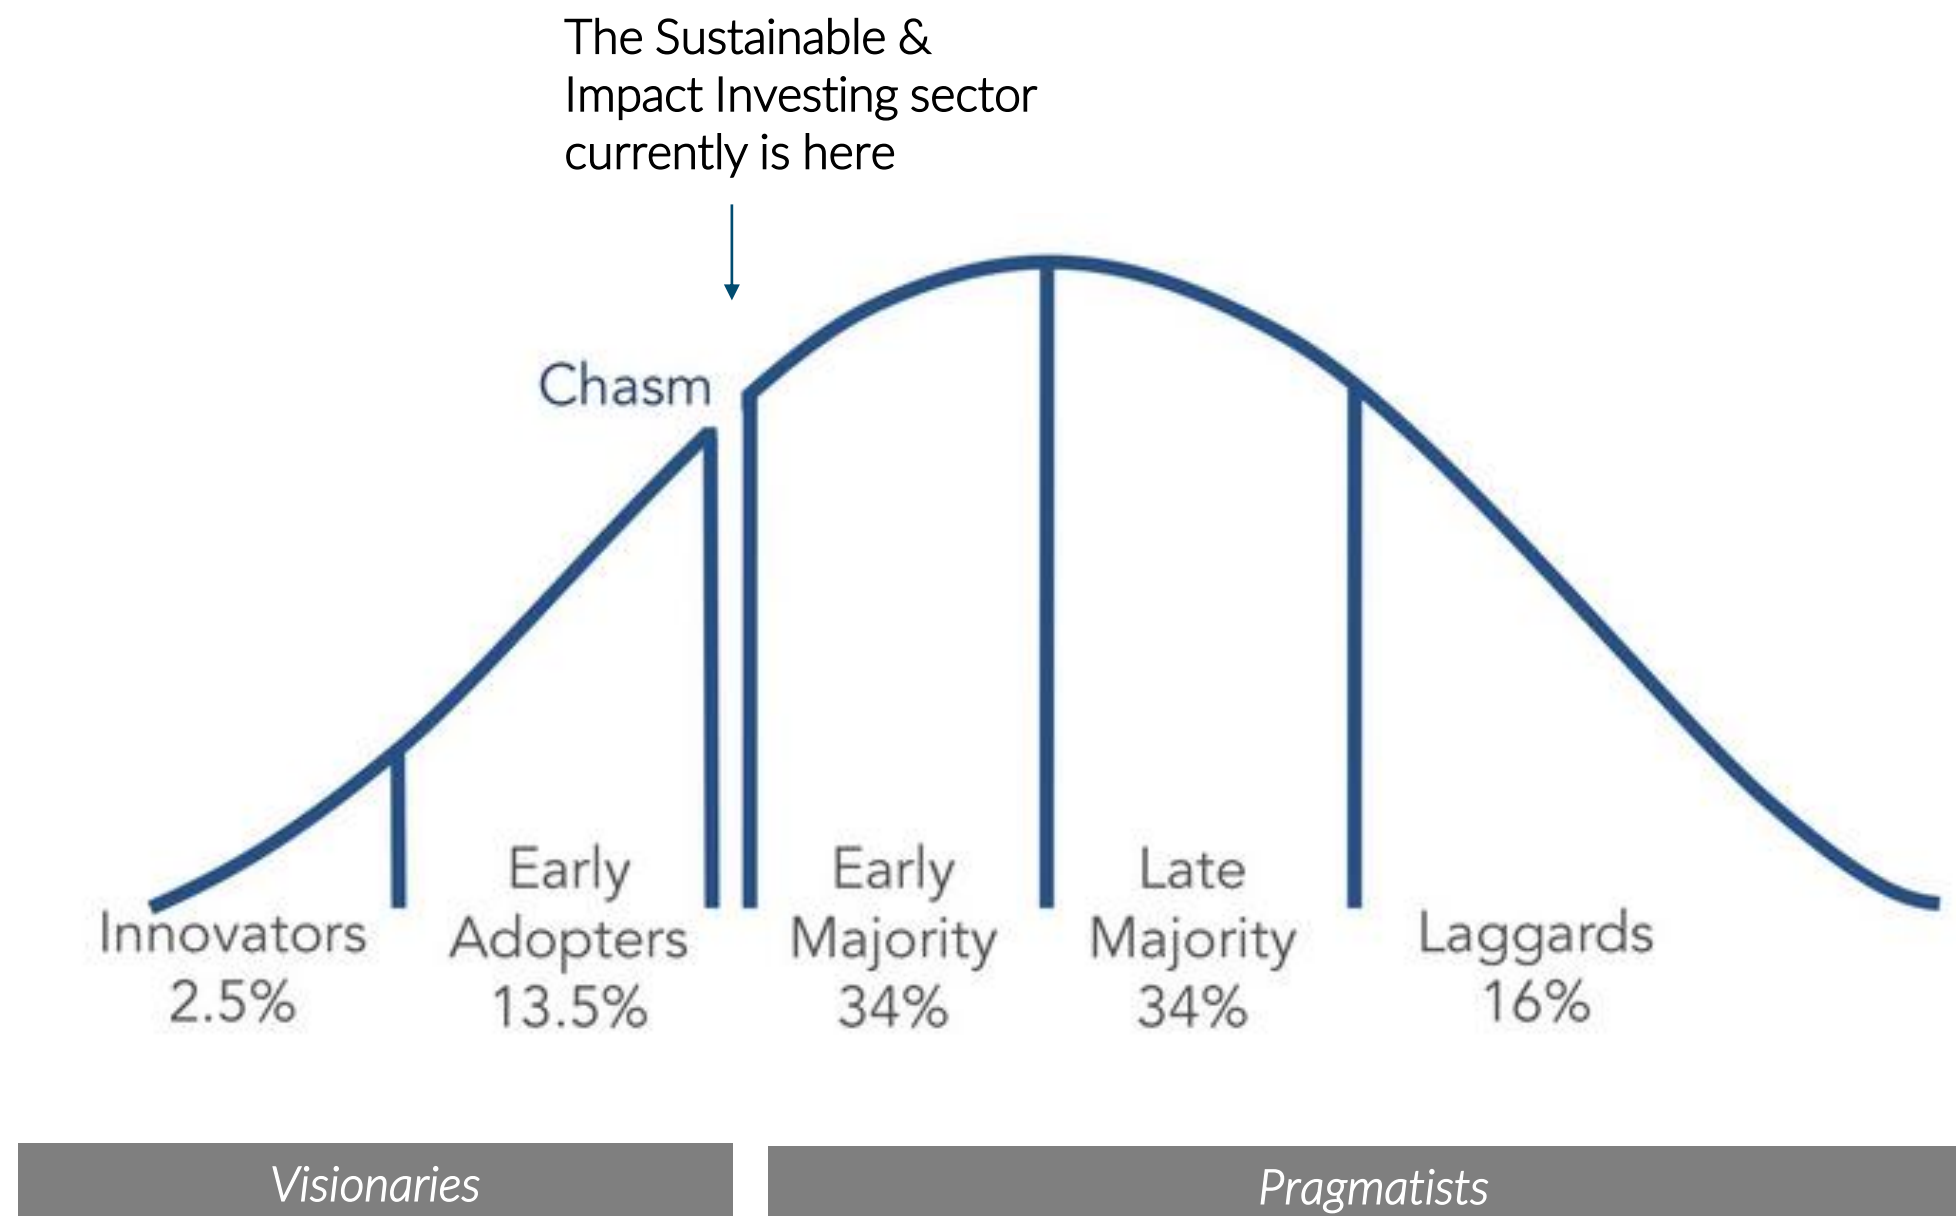 The Sustainable &
Impact Investing sector
currently is here
Chasm
Innovators
2.5%
Early
Adopters
13.5%
Early
Majority
34%
Late
Majority
34%
Laggards
16%
Visionaries
Pragmatists